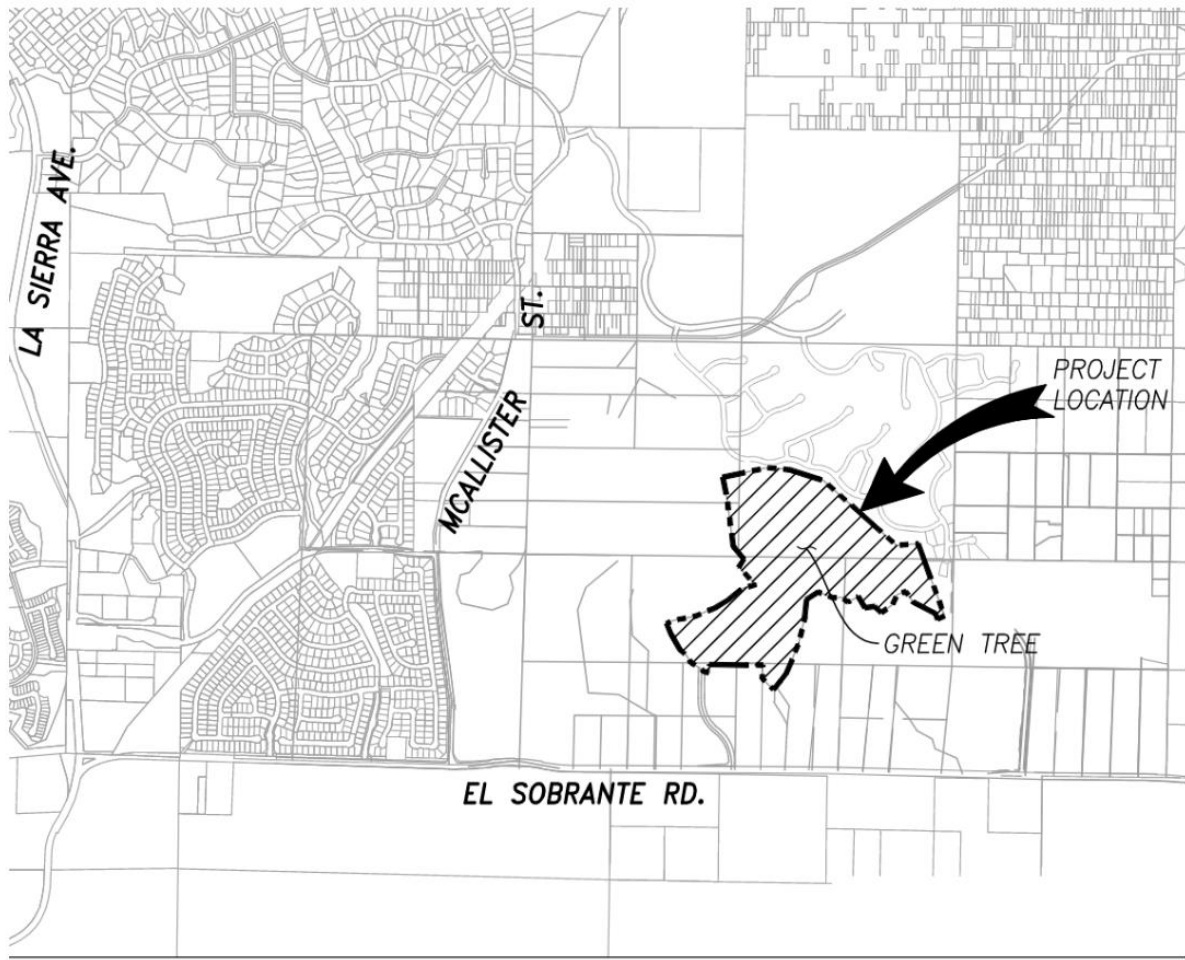 LA SIERRA AVE.
MCALLISTER ST.
PROJECT
LOCATION
GREEN TREE
EL SOBRANTE RD.